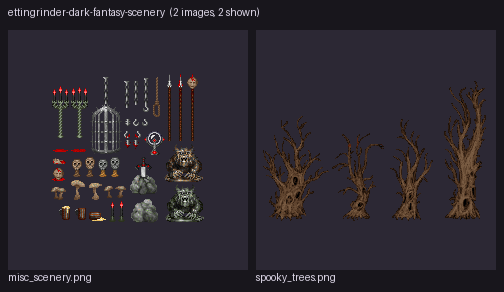 ettingrinder-dark-fantasy-scenery (2 images, 2 shown)
misc_scenery.png
spooky_trees.png